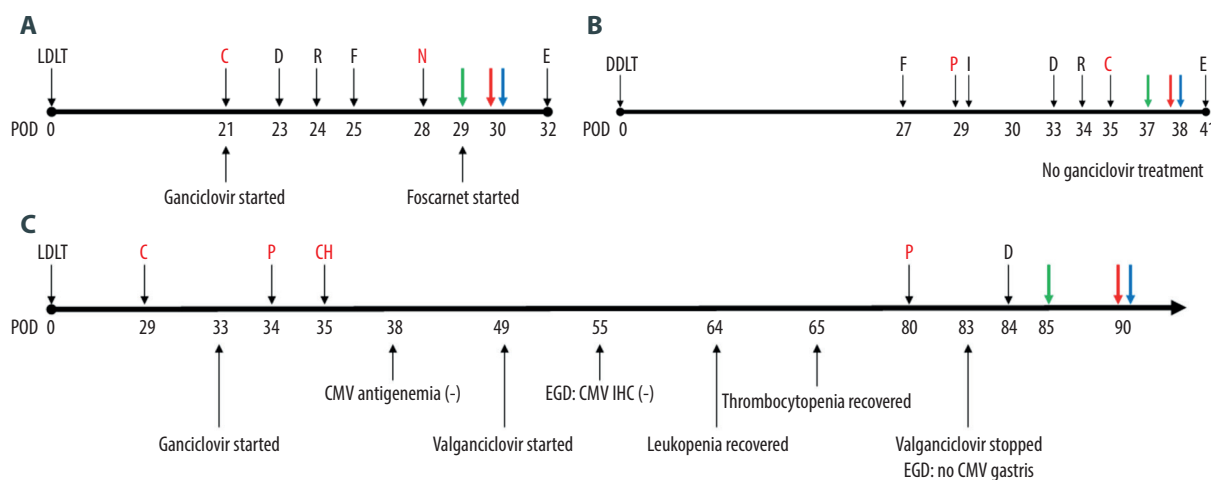 A
LDLT C D R F N E
POD 0 21 23 24 25 28 29 30 32
Ganciclovir started Foscarnet started
B
DDLT F P I D R C E
POD 0 27 29 30 33 34 35 37 38 41
No ganciclovir treatment
C
LDLT C P CH P D
POD 0 29 33 34 35 38 49 55 64 65 80 83 84 85 90
CMV antigenemia (-) EGD: CMV IHC (-)
Thrombocytopenia recovered
Ganciclovir started Valganciclovir started Leukopenia recovered Valganciclovir stopped
EGD: no CMV gastris